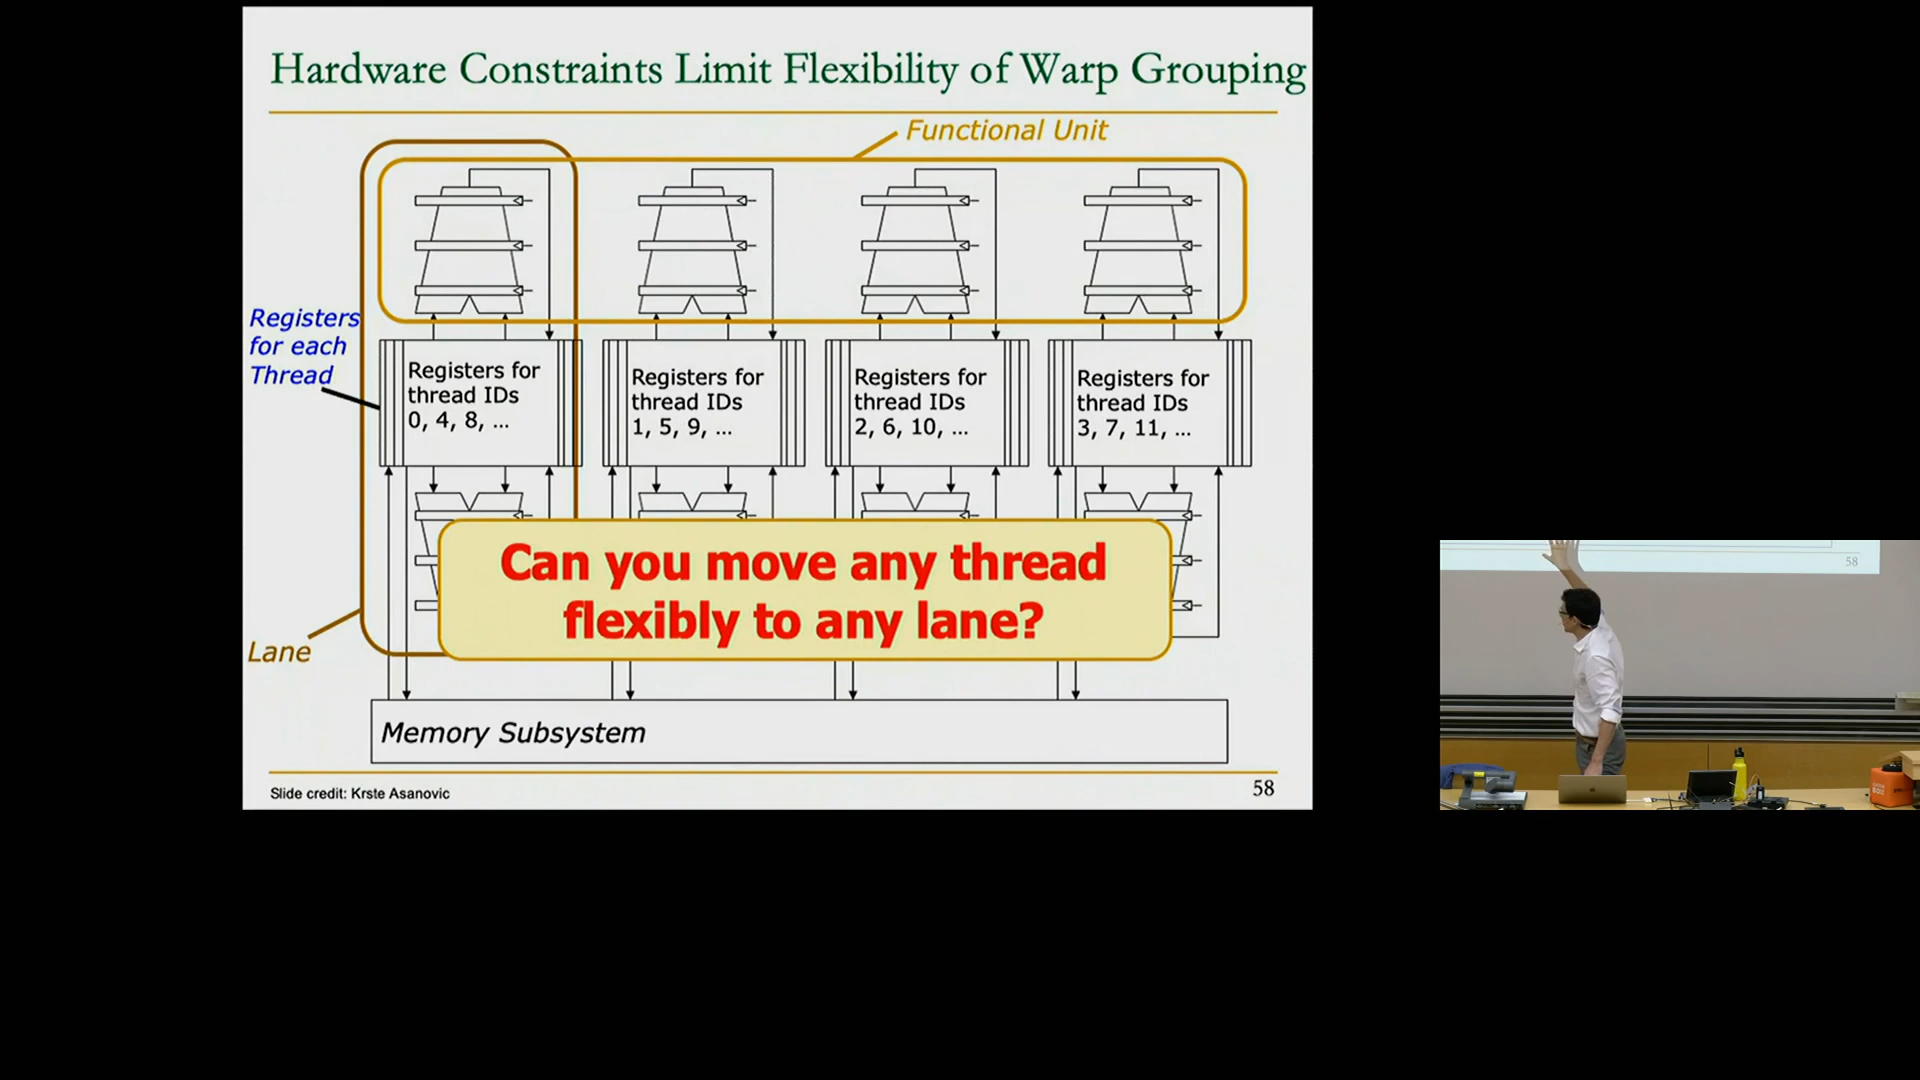 Hardware Constraints Limit Flexibility of Warp Grouping
Functional Unit
Registers
for each
Thread
Registers for
thread IDs
0, 4, 8, ...
Registers for
thread IDs
1, 5, 9, ...
Registers for
thread IDs
2, 6, 10, ...
Registers for
thread IDs
3, 7, 11, ...
Can you move any thread
flexibly to any lane?
Lane
Memory Subsystem
Slide credit: Krste Asanovic
58
58